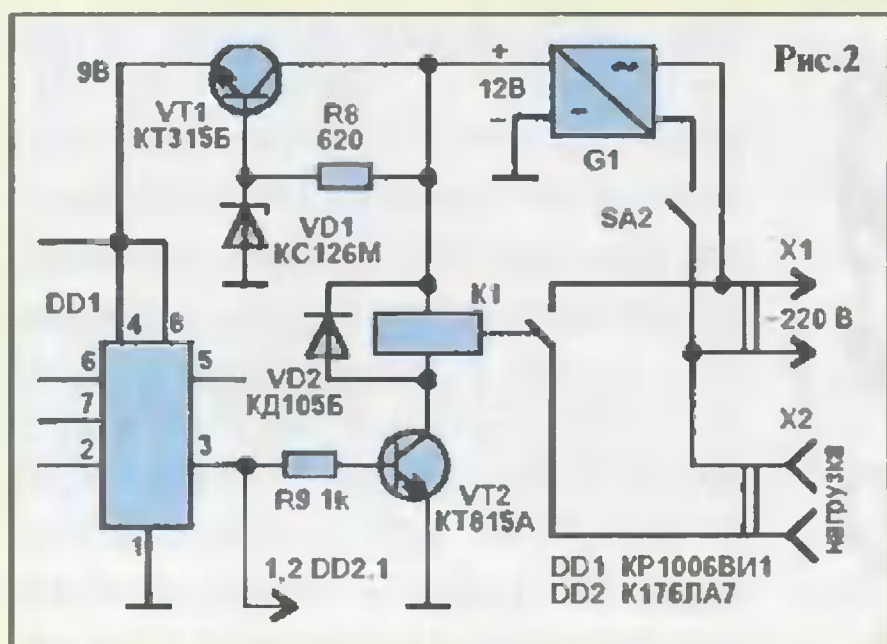 Рис.2
9В
VT1
КТ315Б
R8
620
+
12В
-
~
-
G1
SA2
VD1
КС126М
X1
~220 В
DD1
4
8
6
5
7
2
3
1
K1
VD2
КД105Б
R9 1k
VT2
КТ815А
X2
нагрузка
1,2 DD2.1
DD1 КР1006ВИ1
DD2 К176ЛА7